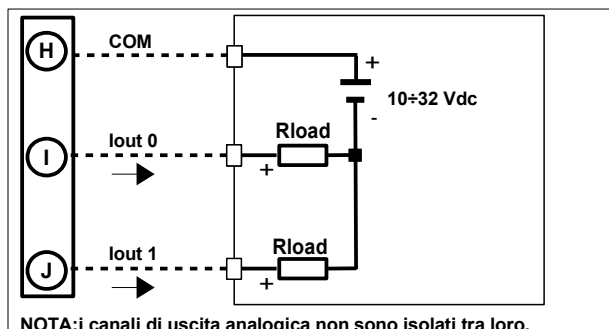 H
COM
+
10÷32 Vdc
-
Rload
I
Iout 0
+
Rload
J
Iout 1
+
NOTA:i canali di uscita analogica non sono isolati tra loro.